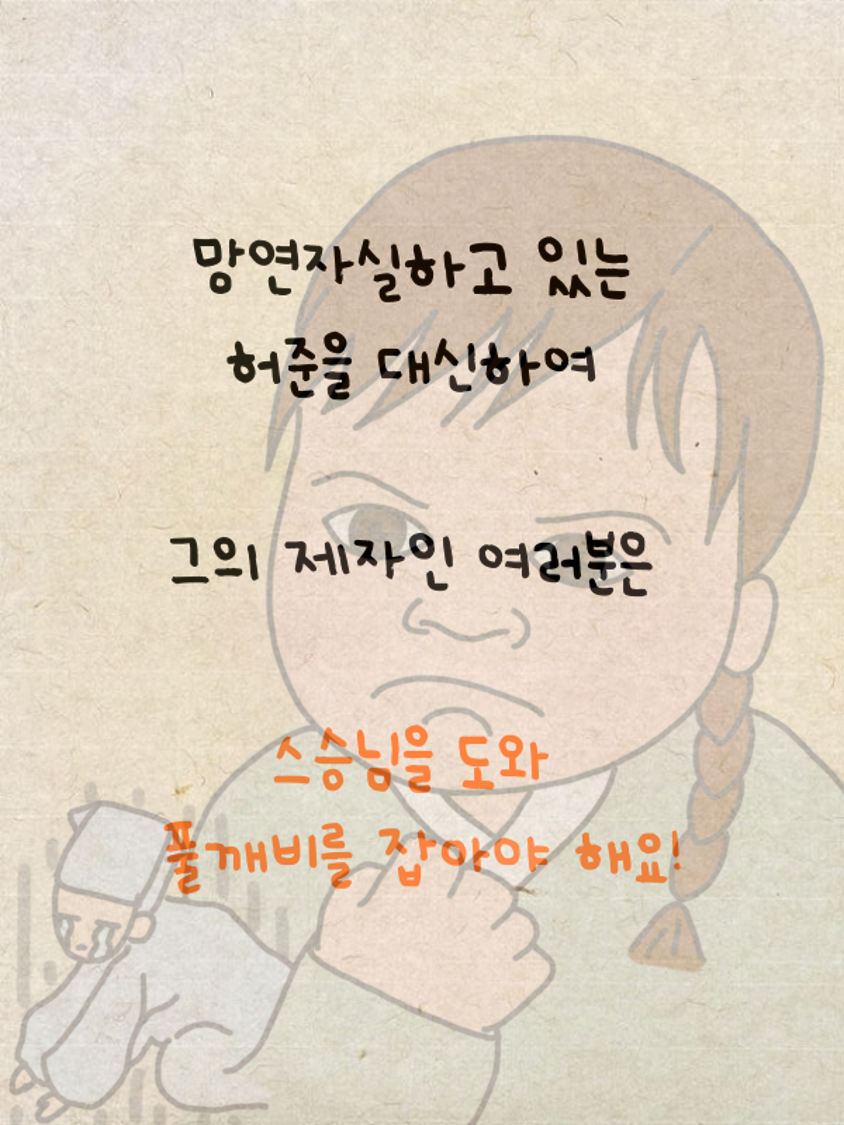 망연자실하고 있는
허준을 대신하여
그의 제자인 여러분은
스승님을 도와
풀깨비를 잡아야 해요!